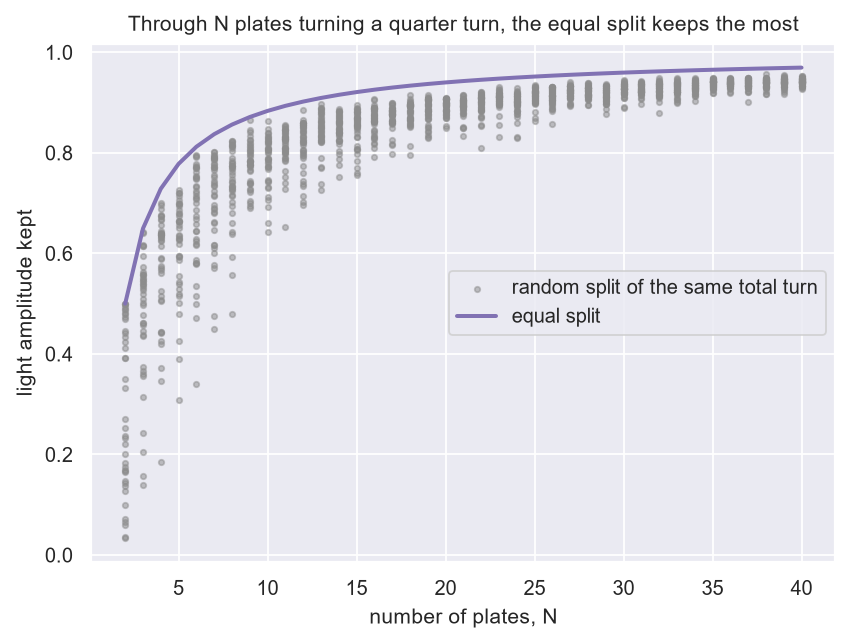 Through N plates turning a quarter turn, the equal split keeps the most
light amplitude kept
1.0
0.8
0.6
0.4
0.2
0.0
random split of the same total turn
equal split
5 10 15 20 25 30 35 40
number of plates, N